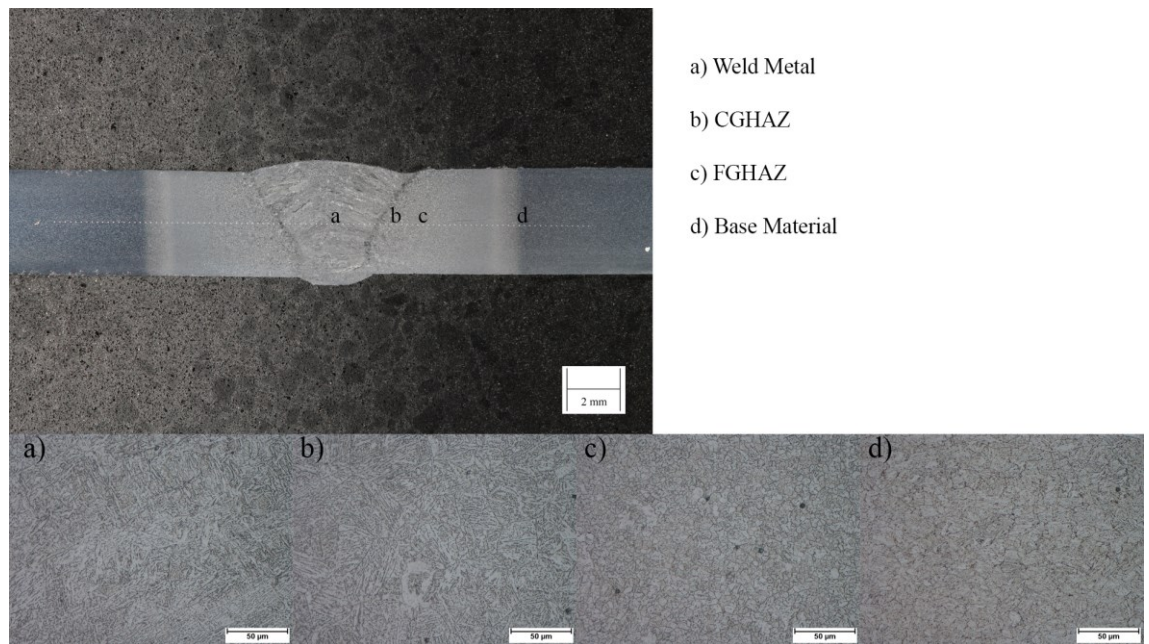 a) Weld Metal
b) CGHAZ
c) FGHAZ
d) Base Material
a b c d
2 mm
a) b) c) d)
50 µm 50 µm 50 µm 50 µm